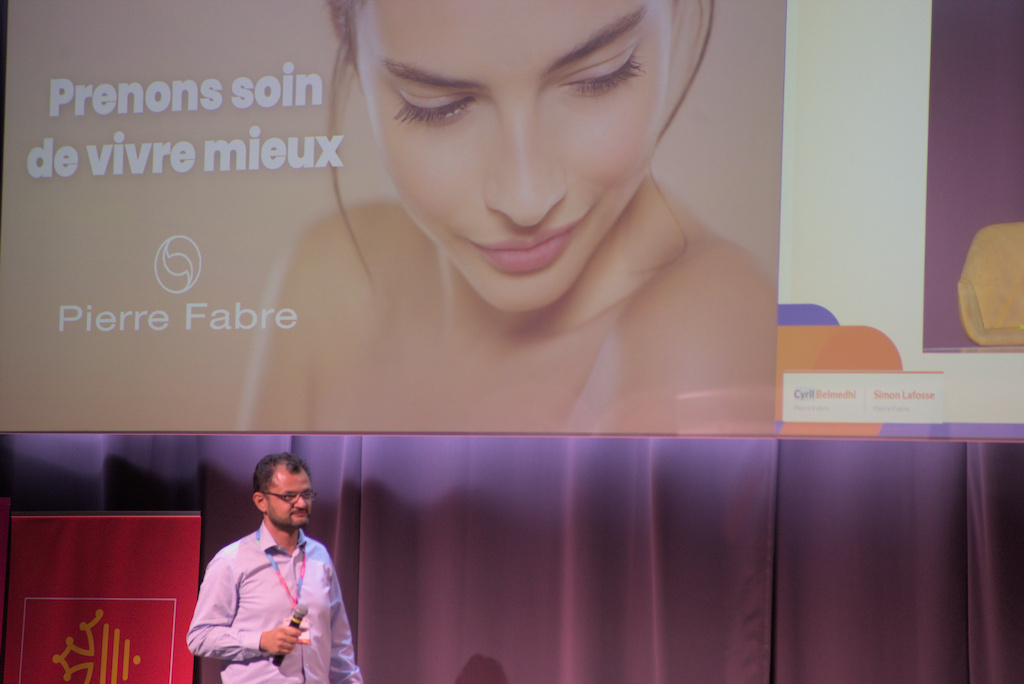 Prenons soin
de vivre mieux
Pierre Fabre
Cyril Belmedhi
Simon Lafosse
Pierre Fabre
Pierre Fabre